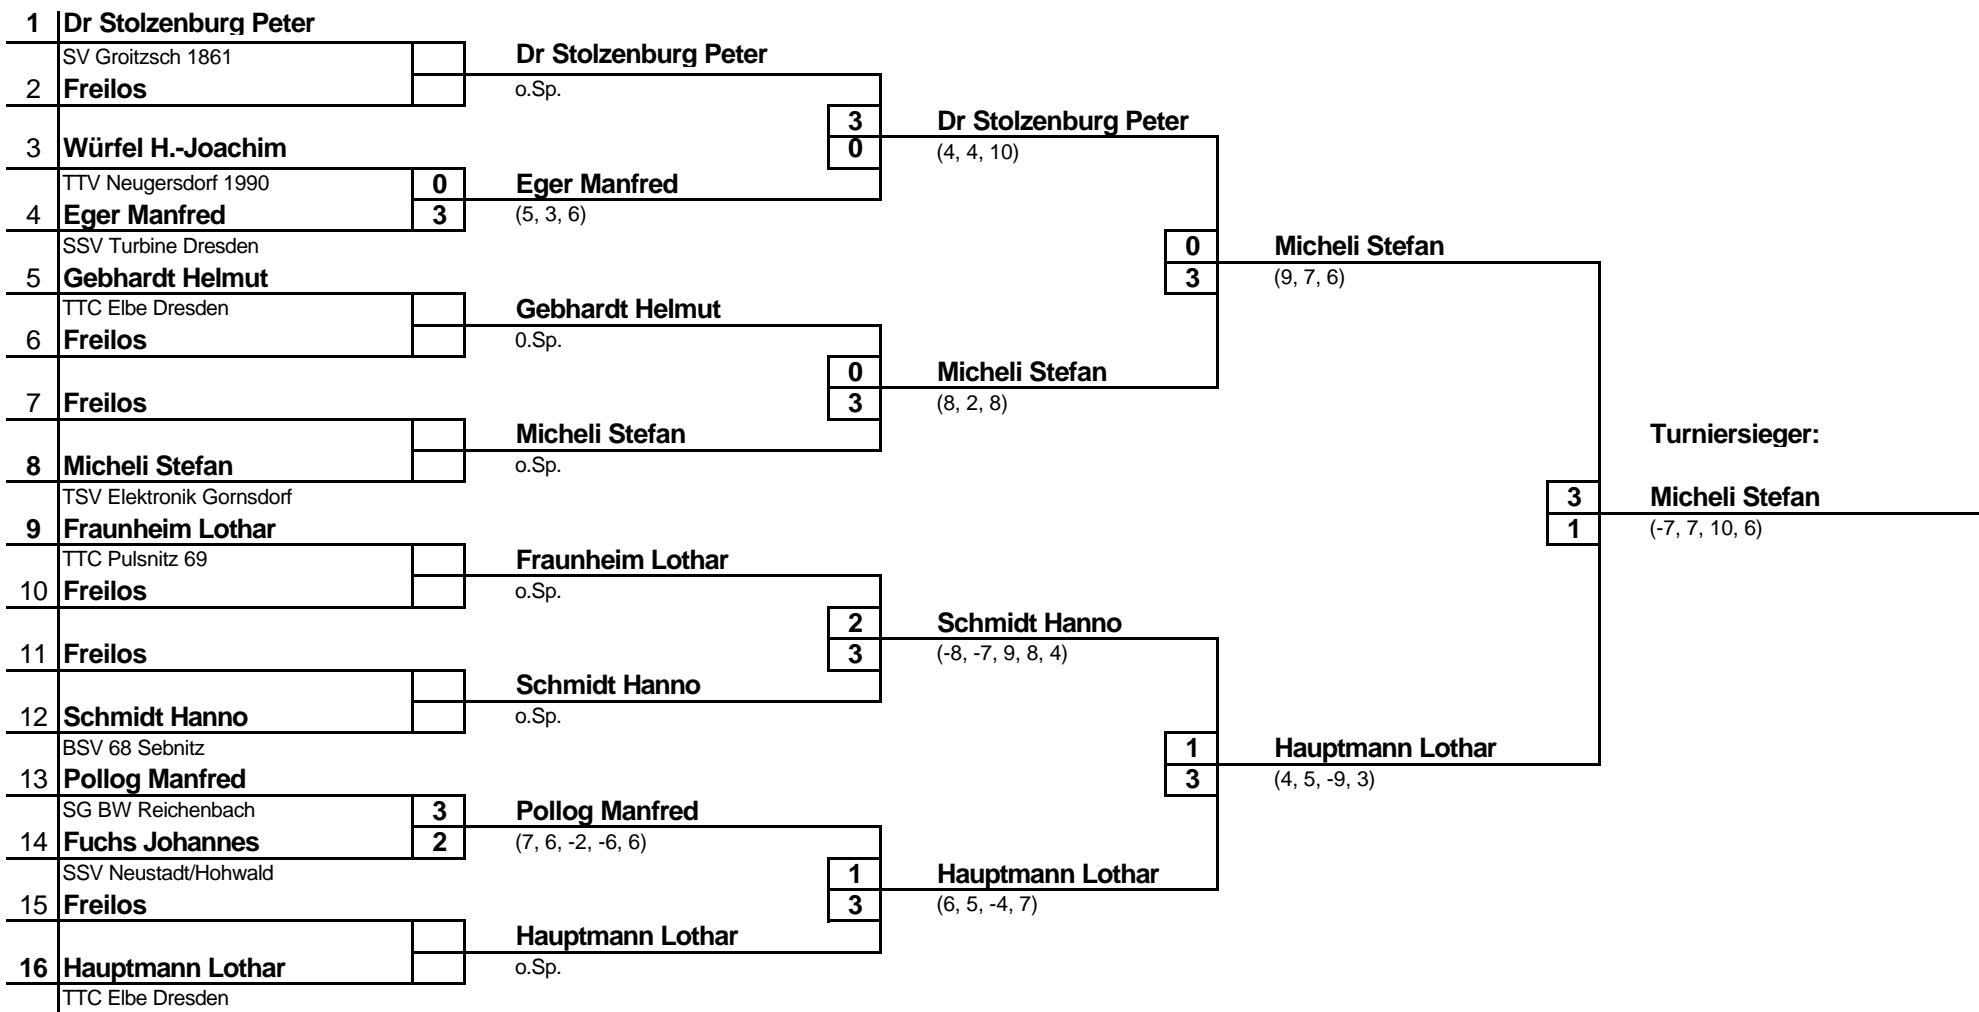 1 Dr Stolzenburg Peter
SV Groitzsch 1861
Dr Stolzenburg Peter
2 Freilos
o.Sp.
3 Dr Stolzenburg Peter
3 Würfel H.-Joachim
0 (4, 4, 10)
TTV Neugersdorf 1990 0 Eger Manfred
4 Eger Manfred 3 (5, 3, 6)
SSV Turbine Dresden
0 Micheli Stefan
5 Gebhardt Helmut
3 (9, 7, 6)
TTC Elbe Dresden
Gebhardt Helmut
6 Freilos
0.Sp.
0 Micheli Stefan
7 Freilos
3 (8, 2, 8)
Micheli Stefan
Turniersieger:
8 Micheli Stefan
o.Sp.
TSV Elektronik Gornsdorf
3 Micheli Stefan
9 Fraunheim Lothar
1 (-7, 7, 10, 6)
TTC Pulsnitz 69
Fraunheim Lothar
10 Freilos
o.Sp.
2 Schmidt Hanno
11 Freilos
3 (-8, -7, 9, 8, 4)
Schmidt Hanno
12 Schmidt Hanno
o.Sp.
BSV 68 Sebnitz
1 Hauptmann Lothar
13 Pollog Manfred
3 (4, 5, -9, 3)
SG BW Reichenbach 3 Pollog Manfred
14 Fuchs Johannes 2 (7, 6, -2, -6, 6)
SSV Neustadt/Hohwald
1 Hauptmann Lothar
15 Freilos
3 (6, 5, -4, 7)
Hauptmann Lothar
16 Hauptmann Lothar
o.Sp.
TTC Elbe Dresden